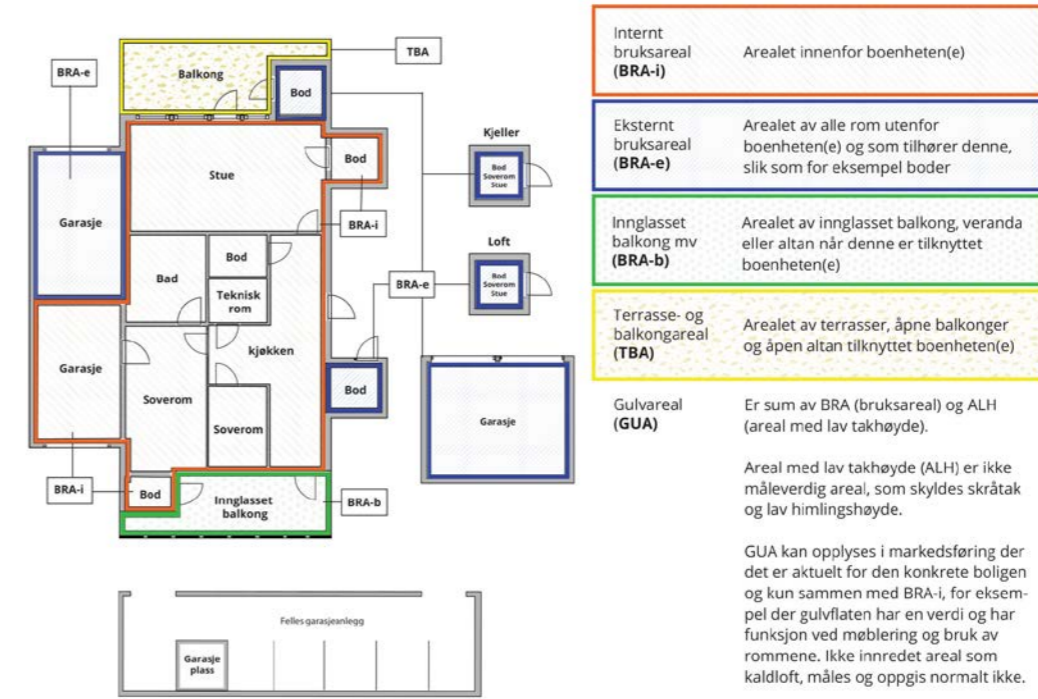 TBA
BRA-e
Balkong
Bod
Kjeller
Bod
Soverom
Stue
Stue
Bod
Garasje
BRA-i
Loft
Bod
Soverom
Stue
Bad
Bod
BRA-e
Teknisk
rom
kjøkken
Garasje
Soverom
Bod
Garasje
Soverom
BRA-i
Bod
Innglasset
balkong
BRA-b
Felles garasjeanlegg
Garasje
plass
Internt
bruksareal
(BRA-i)
Arealet innenfor boenheten(e)
Eksternt
bruksareal
(BRA-e)
Arealet av alle rom utenfor
boenheten(e) og som tilhører denne,
slik som for eksempel boder
Innglasset
balkong mv
(BRA-b)
Arealet av innglasset balkong, veranda
eller altan når denne er tilknyttet
boenheten(e)
Terrasse- og
balkongareal
(TBA)
Arealet av terrasser, åpne balkonger
og åpen altan tilknyttet boenheten(e)
Gulvareal
(GUA)
Er sum av BRA (bruksareal) og ALH
(areal med lav takhøyde).
Areal med lav takhøyde (ALH) er ikke
måleverdig areal, som skyldes skråtak
og lav himlingshøyde.
GUA kan opplyses i markedsføring der
det er aktuelt for den konkrete boligen
og kun sammen med BRA-i, for eksem-
pel der gulvflaten har en verdi og har
funksjon ved møblering og bruk av
rommene. Ikke innredet areal som
kaldloft, måles og oppgis normalt ikke.